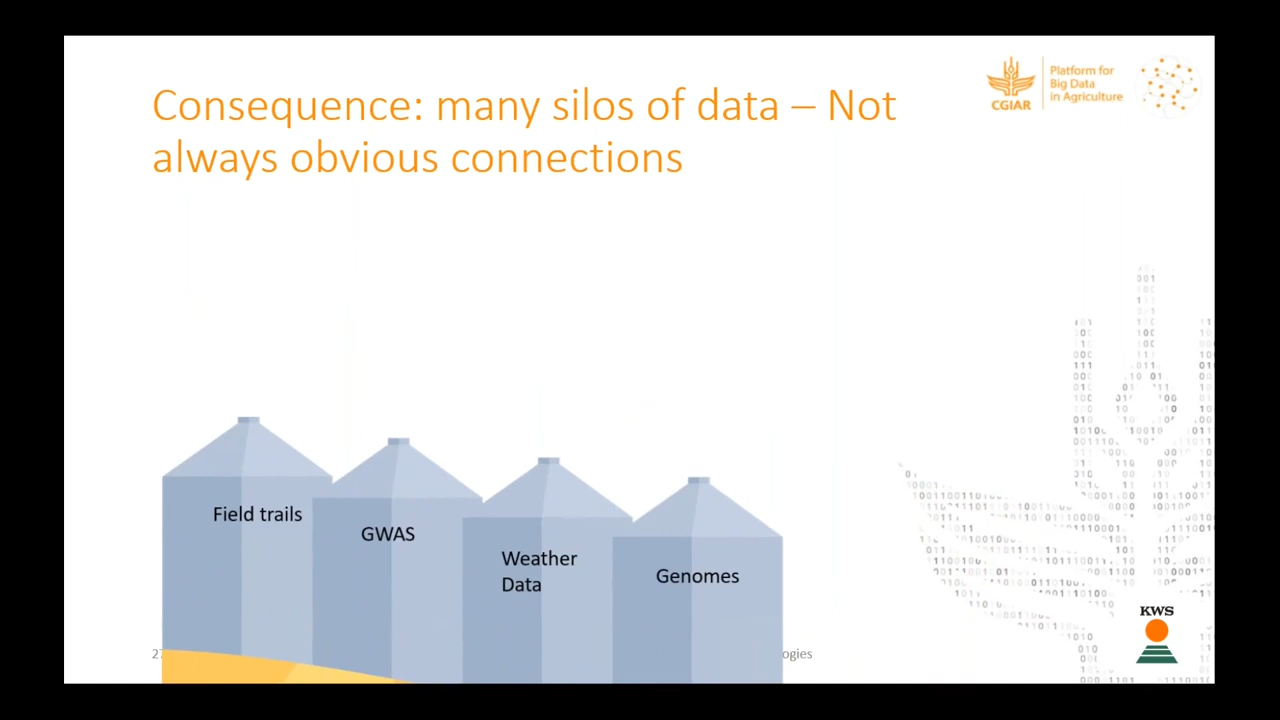 Consequence: many silos of data – Not
always obvious connections
CGIAR
Platform for
Big Data
in Agriculture
Field trails
GWAS
Weather
Data
Genomes
KWS